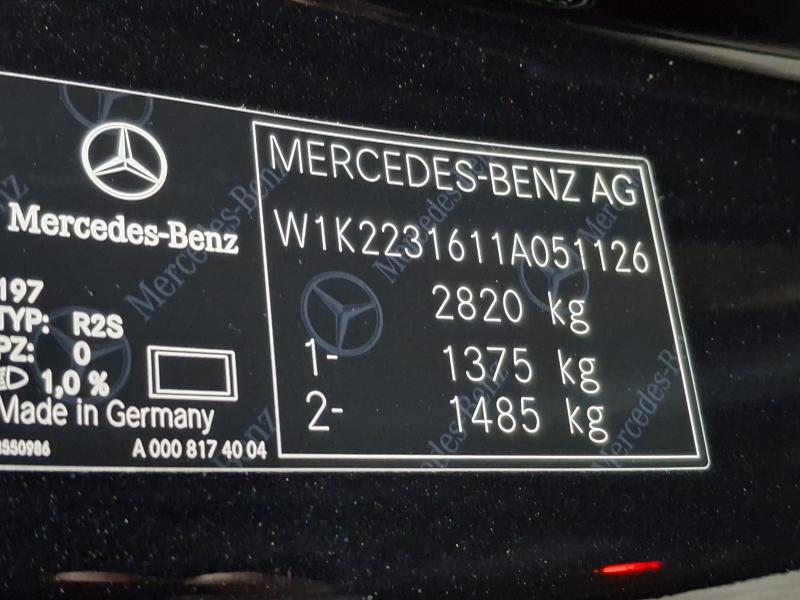 Mercedes-Benz
197
TYP: R2S
PZ: 0
1,0 %
Made in Germany
A 000 817 40 04
MERCEDES-BENZ AG
W1K2231611A051126
2820 kg
1- 1375 kg
2- 1485 kg